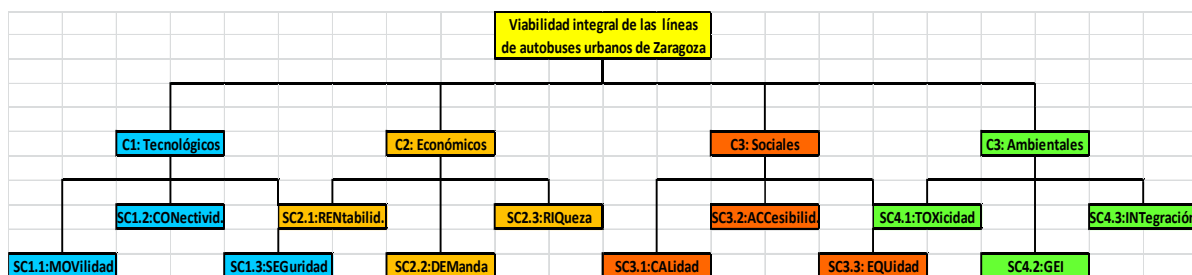 Viabilidad integral de las líneas
de autobuses urbanos de Zaragoza
C1: Tecnológicos
C2: Económicos
C3: Sociales
C3: Ambientales
SC1.2:CONectivid.
SC2.1:RENtabilid.
SC2.3:RIQueza
SC3.2:ACCesibilid.
SC4.1:TOXicidad
SC4.3:INTegración
SC1.1:MOVilidad
SC1.3:SEGuridad
SC2.2:DEManda
SC3.1:CALidad
SC3.3: EQUidad
SC4.2:GEI